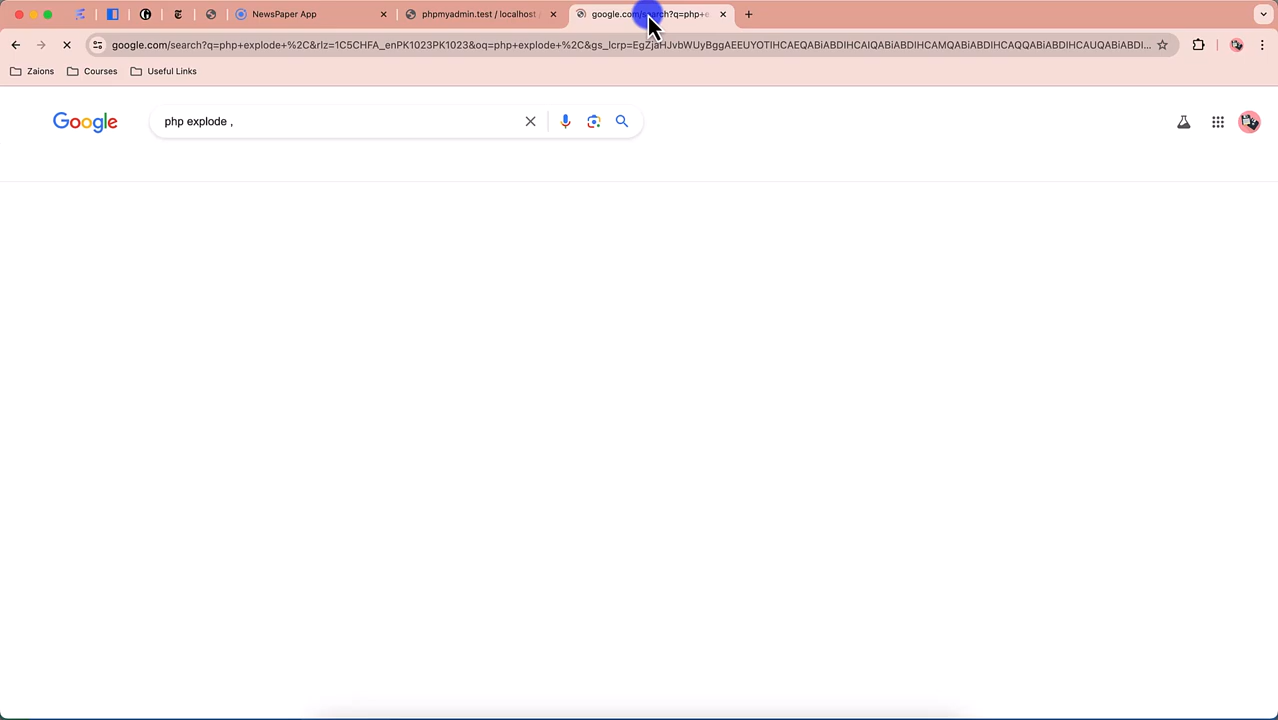 NewsPaper App
phpmyadmin.test / localhost
google.com/search?q=php+e
google.com/search?q=php+explode+%2C&rlz=1C5CHFA_enPK1023PK1023&oq=php+explode+%2C&gs_lcrp=EgZjaHJvbWUyBggAEEUYOTIHCAEQABiABDIHCAIQABiABDIHCAMQABiABDIHCAQQABiABDIHCAUQABiABDI...
Zaions
Courses
Useful Links
Google
php explode ,